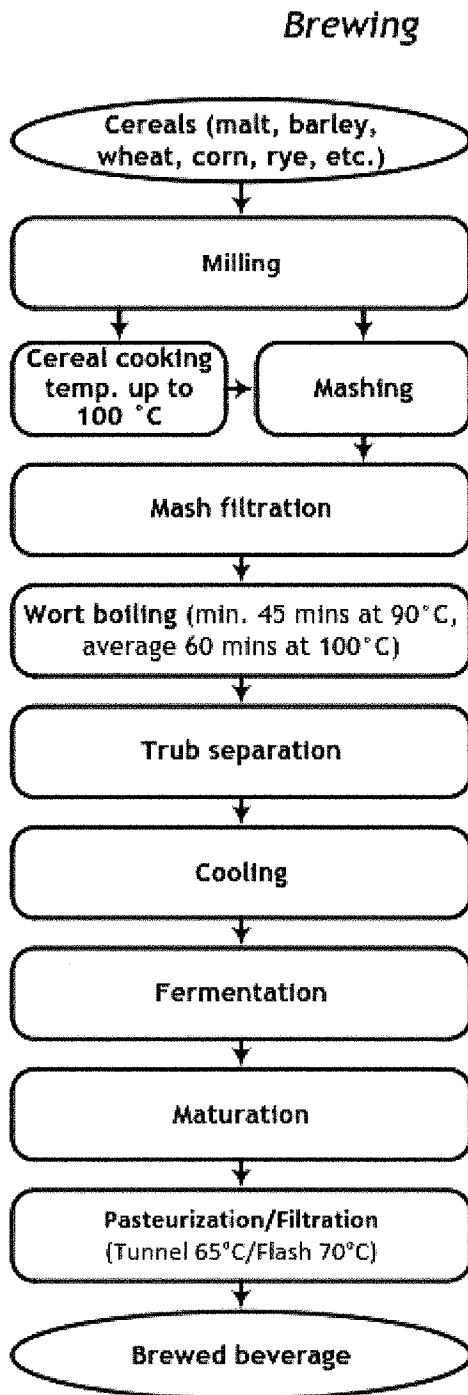 Brewing
Cereals (malt, barley,
wheat, corn, rye, etc.)
Milling
Cereal cooking
temp. up to
100 °C
Mashing
Mash filtration
Wort boiling (min. 45 mins at 90°C,
average 60 mins at 100°C)
Trub separation
Cooling
Fermentation
Maturation
Pasteurization/Filtration
(Tunnel 65°C/Flash 70°C)
Brewed beverage